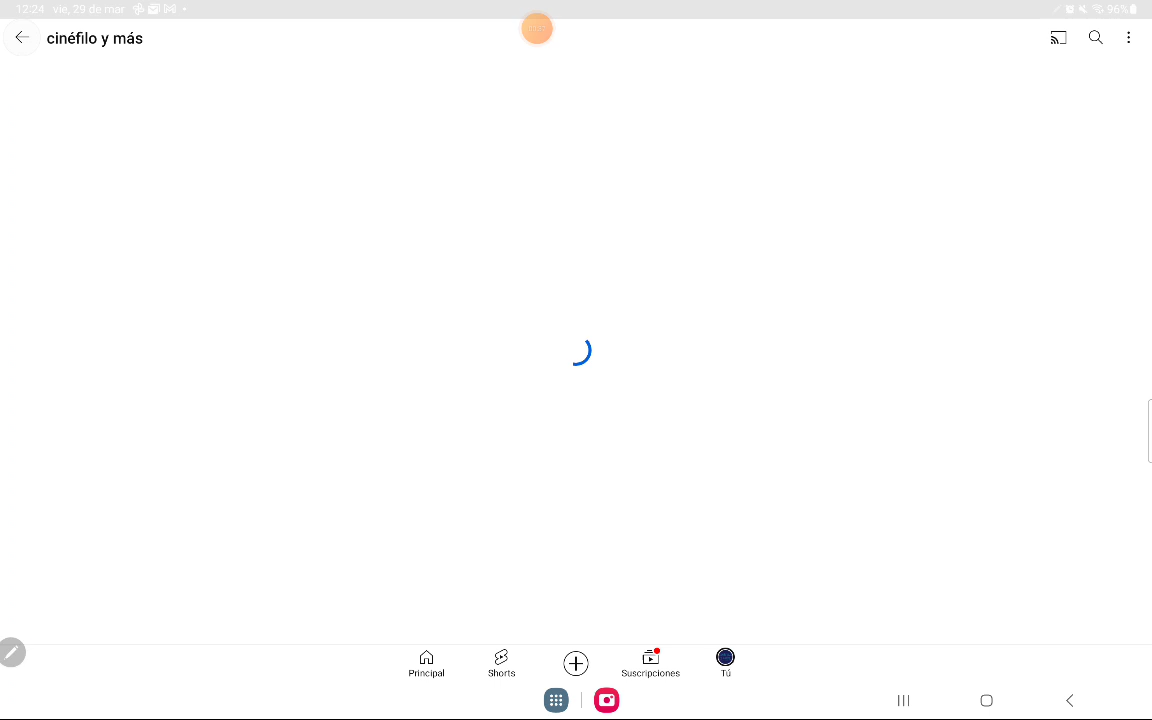 12:24 vie, 29 de mar
96%
cinéfilo y más
Principal
Shorts
Suscripciones
Tú